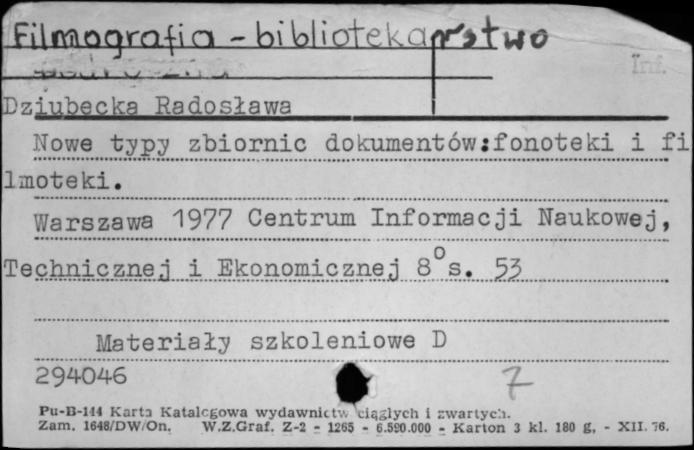 Filmografia - bibliotekarstwo
Inf.
Dziubecka Radosława
Nowe typy zbiornic dokumentów:fonoteki i fi
lmoteki.
Warszawa 1977 Centrum Informacji Naukowej,
Technicznej i Ekonomicznej 8° s. 53
Materiały szkoleniowe D
294046 7
Pu-B-144 Karta Katalogowa wydawnictw ciągłych i zwartych.
Zam. 1648/DW/On. W.Z.Graf. Z-2 - 1265 - 6.590.000 - Karton 3 kl. 180 g. - XII. 76.